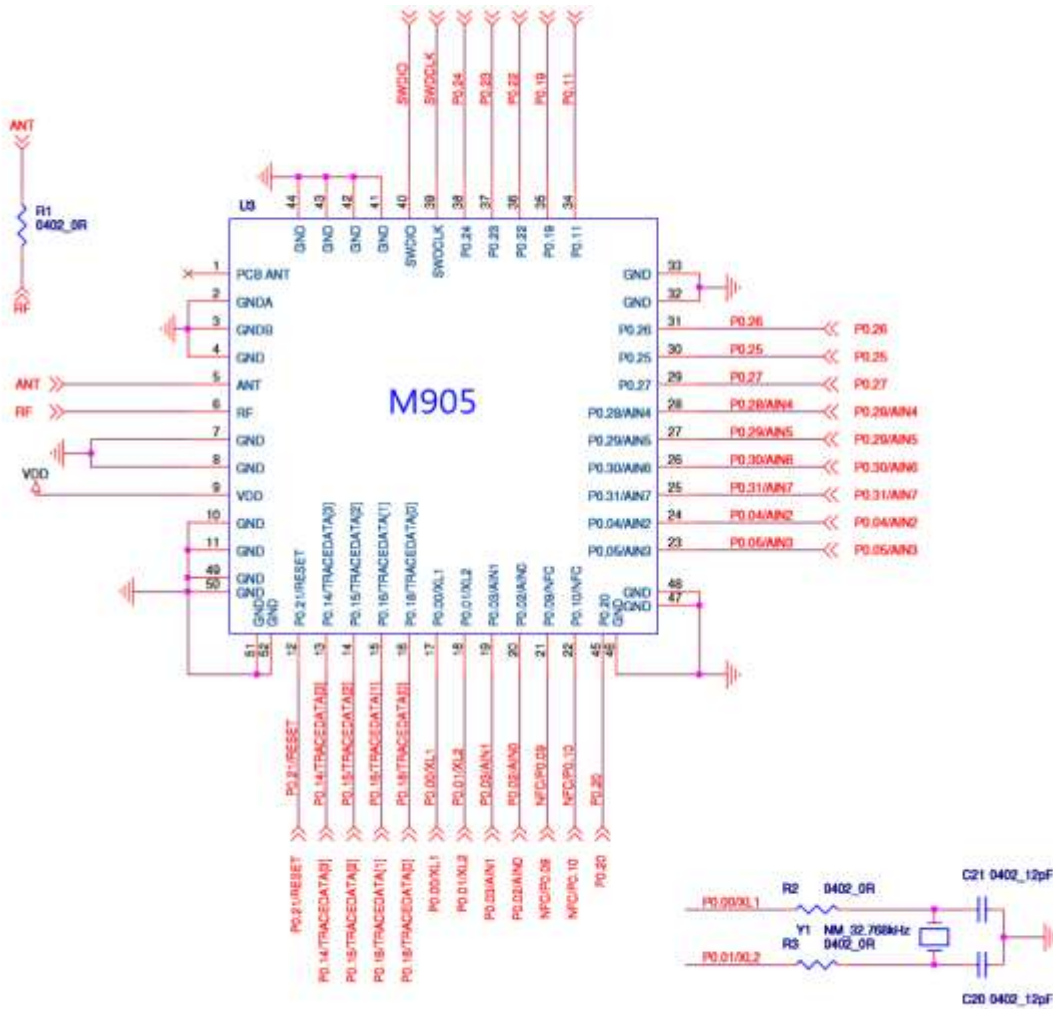 SWDIO
SWDCLK
P0.24
P0.23
P0.22
P0.19
P0.11
ANT
R1
0402_0R
RF
U3
44
43
42
41
40
39
38
37
36
35
34
GND
GND
GND
GND
SWDIO
SWDCLK
P0.24
P0.23
P0.22
P0.19
P0.11
1 PCB ANT
2 GNDA
3 GNDB
4 GND
ANT 5 ANT
RF 6 RF
7 GND
8 GND
VDD 9 VDD
10 GND
11 GND
49 GND
50 GND
M905
GND 33
GND 32
P0.26 31 P0.26 P0.26
P0.25 30 P0.25 P0.25
P0.27 29 P0.27 P0.27
P0.28/AIN4 28 P0.28/AIN4 P0.28/AIN4
P0.29/AIN5 27 P0.29/AIN5 P0.29/AIN5
P0.30/AIN6 26 P0.30/AIN6 P0.30/AIN6
P0.31/AIN7 25 P0.31/AIN7 P0.31/AIN7
P0.04/AIN2 24 P0.04/AIN2 P0.04/AIN2
P0.05/AIN3 23 P0.05/AIN3 P0.05/AIN3
GND 48
GND 47
GND
GND
P0.21/RESET
P0.14/TRACEDATA[3]
P0.15/TRACEDATA[2]
P0.16/TRACEDATA[1]
P0.18/TRACEDATA[0]
P0.00/XL1
P0.01/XL2
P0.03/AIN1
P0.02/AIN0
P0.09/NFC
P0.10/NFC
P0.20
GND
51
52
12
13
14
15
16
17
18
19
20
21
22
45
46
P0.21/RESET
P0.14/TRACEDATA[3]
P0.15/TRACEDATA[2]
P0.16/TRACEDATA[1]
P0.18/TRACEDATA[0]
P0.00/XL1
P0.01/XL2
P0.03/AIN1
P0.02/AIN0
NFC/P0.09
NFC/P0.10
P0.20
P0.21/RESET
P0.14/TRACEDATA[3]
P0.15/TRACEDATA[2]
P0.16/TRACEDATA[1]
P0.18/TRACEDATA[0]
P0.00/XL1
P0.01/XL2
P0.03/AIN1
P0.02/AIN0
NFC/P0.09
NFC/P0.10
P0.20
C21 0402_12pF
R2 0402_0R
P0.00/XL1
Y1 NM_32.768kHz
R3 0402_0R
P0.01/XL2
C20 0402_12pF